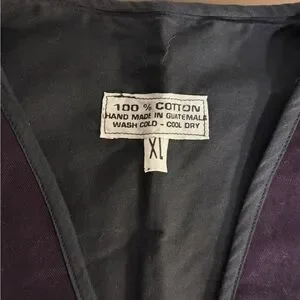 100 % COTTON
HAND MADE IN GUATEMALA
WASH COLD - COOL DRY
XL